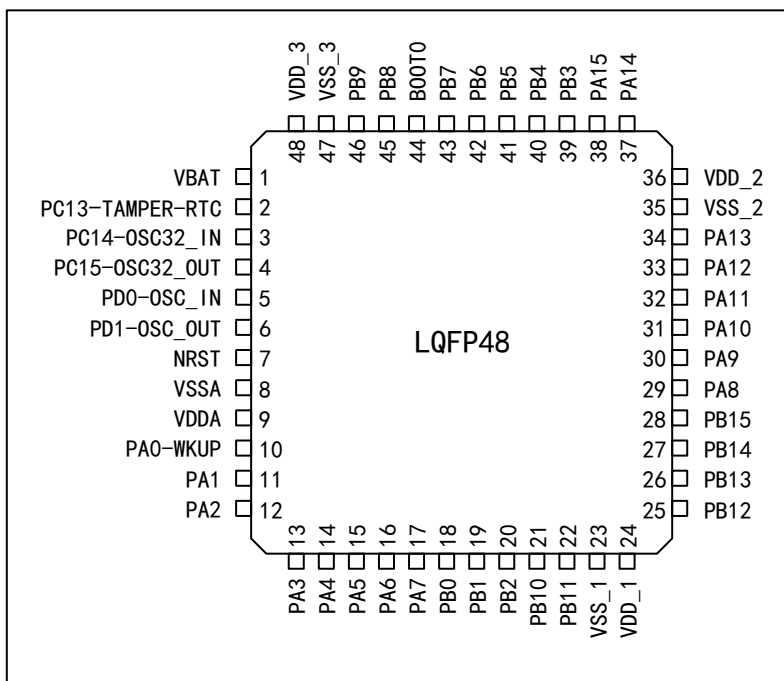 VDD_3
VSS_3
PB9
PB8
BOOT0
PB7
PB6
PB5
PB4
PB3
PA15
PA14
48
47
46
45
44
43
42
41
40
39
38
37
VBAT 1
PC13-TAMPER-RTC 2
PC14-OSC32_IN 3
PC15-OSC32_OUT 4
PD0-OSC_IN 5
PD1-OSC_OUT 6
NRST 7
VSSA 8
VDDA 9
PA0-WKUP 10
PA1 11
PA2 12
LQFP48
36 VDD_2
35 VSS_2
34 PA13
33 PA12
32 PA11
31 PA10
30 PA9
29 PA8
28 PB15
27 PB14
26 PB13
25 PB12
13
14
15
16
17
18
19
20
21
22
23
24
PA3
PA4
PA5
PA6
PA7
PB0
PB1
PB2
PB10
PB11
VSS_1
VDD_1